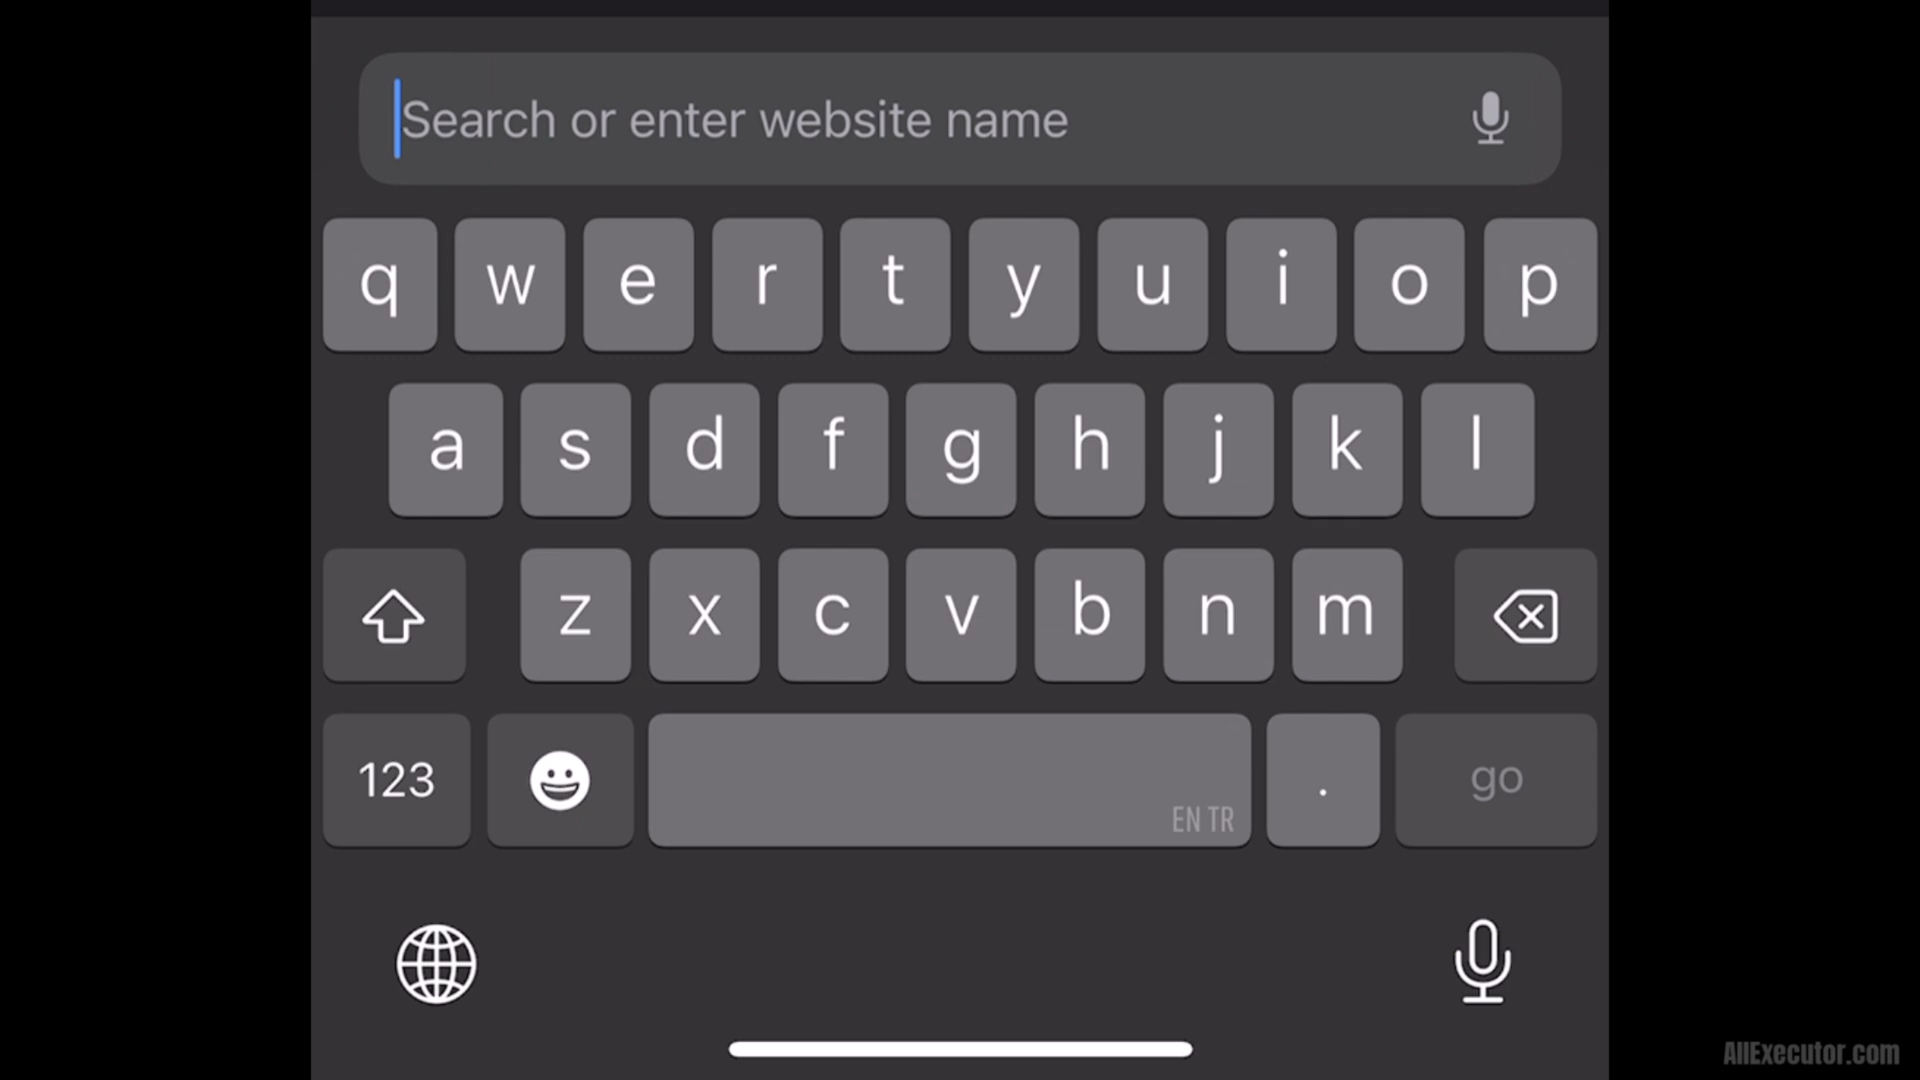 Search or enter website name
q w e r t y u i o p
a s d f g h j k l
z x c v b n m
123 . go
EN TR
AllExecutor.com